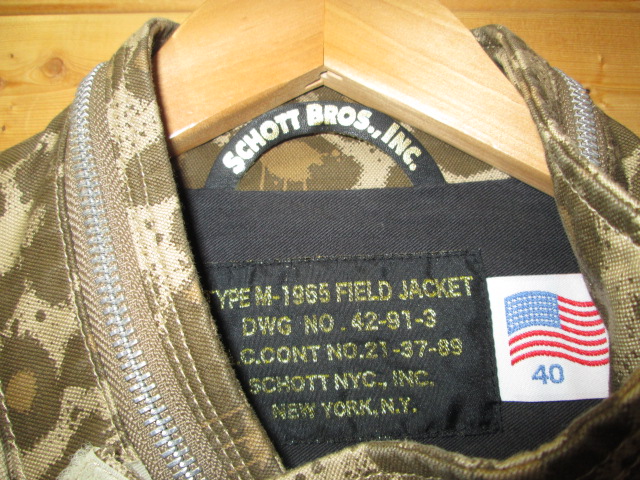 SCHOTT BROS., INC.
TYPE M-1965 FIELD JACKET
DWG NO. 42-91-3
.C.CONT NO.21-37-89
SCHOTT NYC., INC.
NEW YORK, N.Y.
40